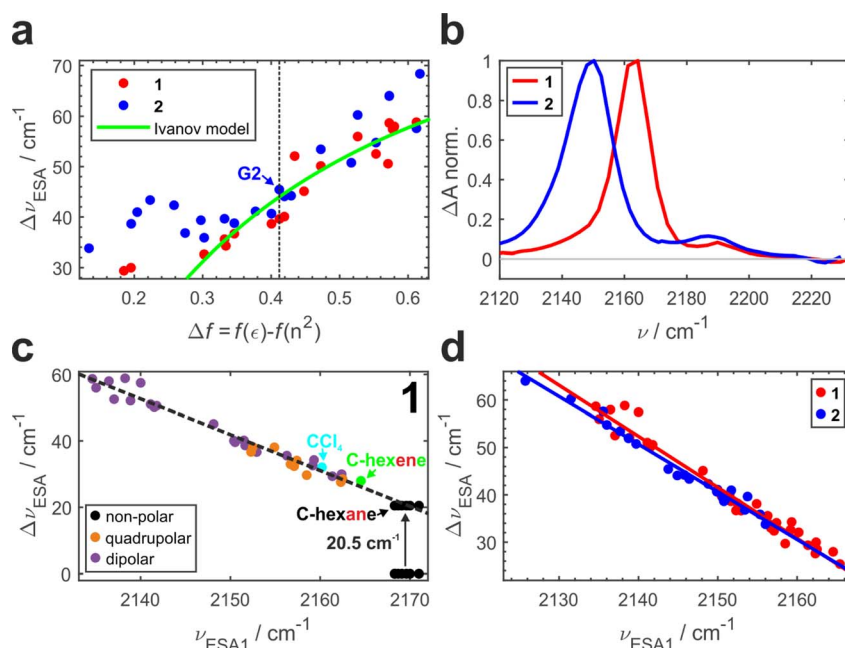 a
Δν_ESA / cm⁻¹
70
60
50
40
30
1
2
Ivanov model
G2
0.2 0.3 0.4 0.5 0.6
Δf = f(ϵ)-f(n²)
b
ΔA norm.
1
0.8
0.6
0.4
0.2
0
1
2
2120 2140 2160 2180 2200 2220
ν / cm⁻¹
c
Δν_ESA / cm⁻¹
60
40
20
0
1
CCl₄
C-hexene
C-hexane
20.5 cm⁻¹
non-polar
quadrupolar
dipolar
2140 2150 2160 2170
ν_ESA1 / cm⁻¹
d
Δν_ESA / cm⁻¹
60
50
40
30
1
2
2130 2140 2150 2160
ν_ESA1 / cm⁻¹